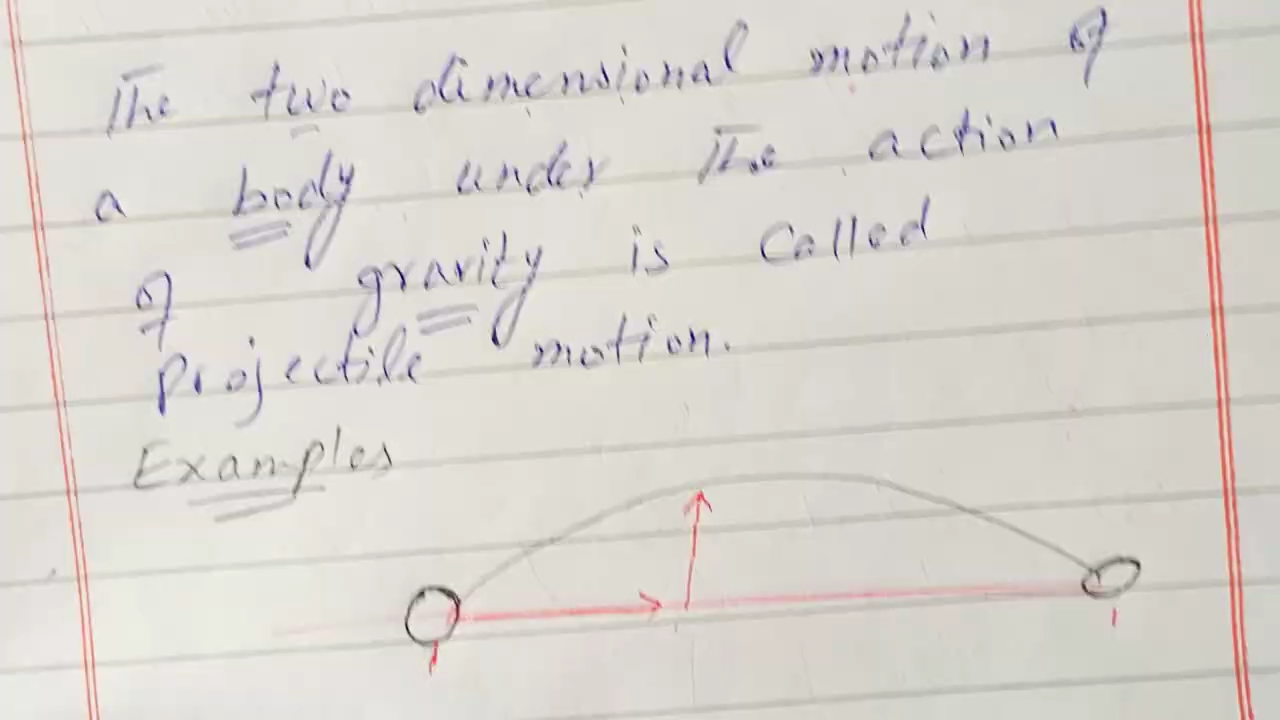 The two dimensional motion of
a body under the action
of gravity is called
projectile motion.
Examples